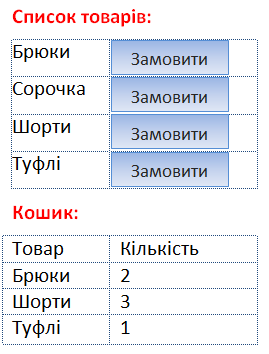 Список товарів:
Брюки Замовити
Сорочка Замовити
Шорти Замовити
Туфлі Замовити
Кошик:
Товар Кількість
Брюки 2
Шорти 3
Туфлі 1